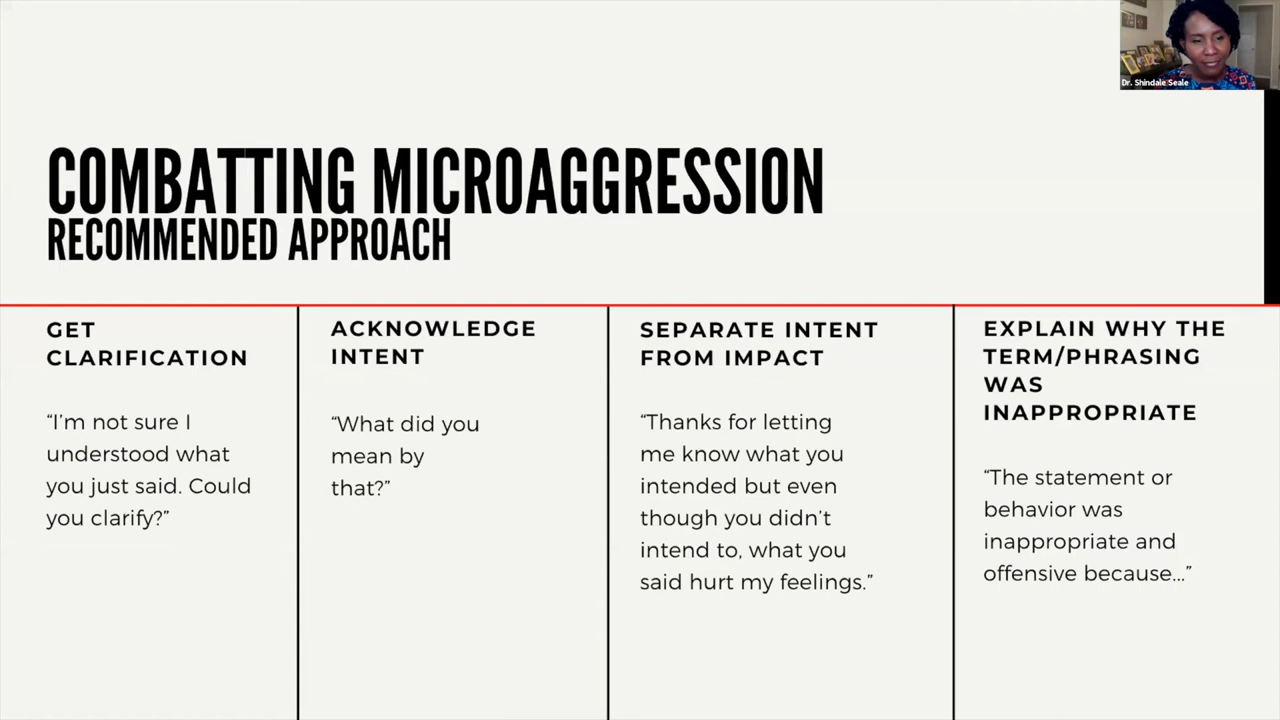 Dr. Shindale Seale
COMBATTING MICROAGGRESSION
RECOMMENDED APPROACH
GET
CLARIFICATION
“I’m not sure I
understood what
you just said. Could
you clarify?”
ACKNOWLEDGE
INTENT
“What did you
mean by
that?”
SEPARATE INTENT
FROM IMPACT
“Thanks for letting
me know what you
intended but even
though you didn’t
intend to, what you
said hurt my feelings.”
EXPLAIN WHY THE
TERM/PHRASING
WAS
INAPPROPRIATE
“The statement or
behavior was
inappropriate and
offensive because...”